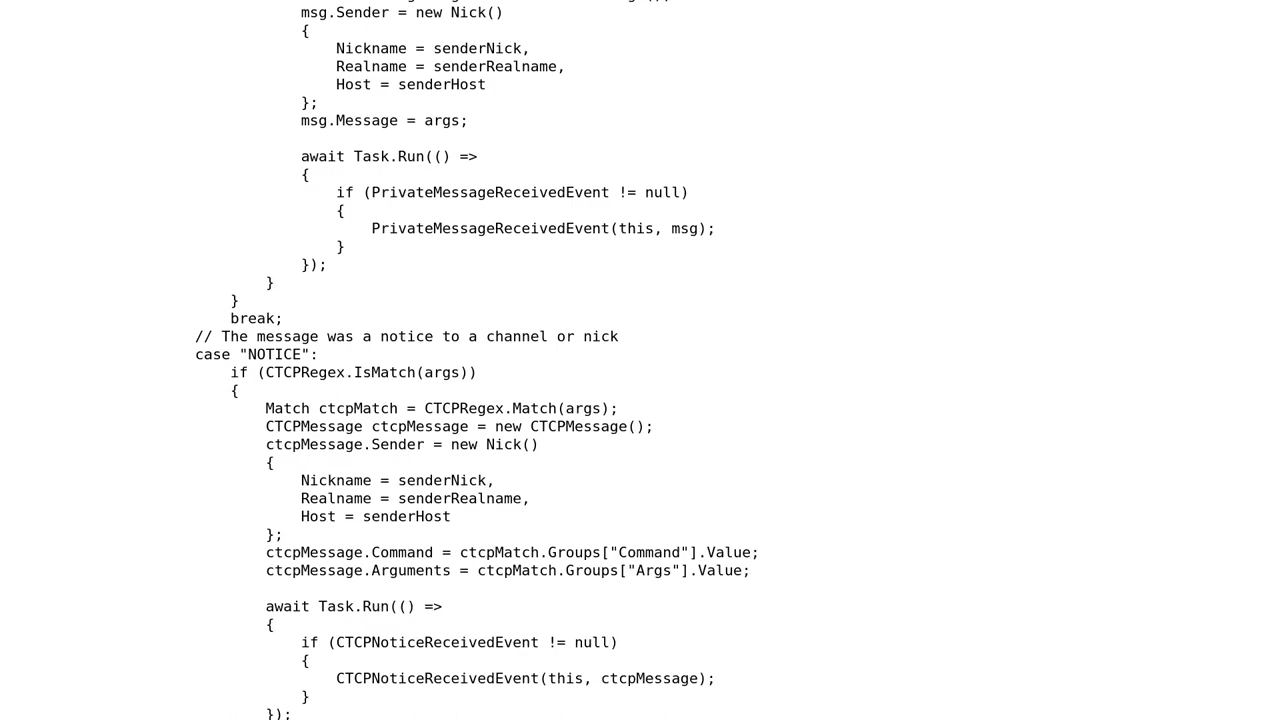 msg.Sender = new Nick()
{
Nickname = senderNick,
Realname = senderRealname,
Host = senderHost
};
msg.Message = args;

await Task.Run(() =>
{
if (PrivateMessageReceivedEvent != null)
{
PrivateMessageReceivedEvent(this, msg);
}
});
}
}
break;
// The message was a notice to a channel or nick
case "NOTICE":
if (CTCPRegex.IsMatch(args))
{
Match ctcpMatch = CTCPRegex.Match(args);
CTCPMessage ctcpMessage = new CTCPMessage();
ctcpMessage.Sender = new Nick()
{
Nickname = senderNick,
Realname = senderRealname,
Host = senderHost
};
ctcpMessage.Command = ctcpMatch.Groups["Command"].Value;
ctcpMessage.Arguments = ctcpMatch.Groups["Args"].Value;

await Task.Run(() =>
{
if (CTCPNoticeReceivedEvent != null)
{
CTCPNoticeReceivedEvent(this, ctcpMessage);
}
});